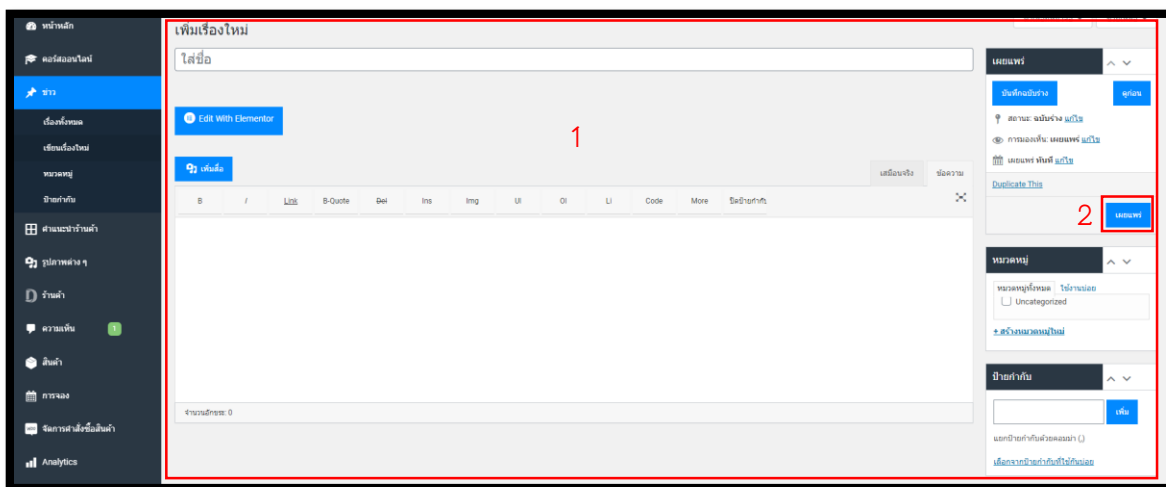 หน้าหลัก
คอร์สออนไลน์
ข่าว
เรื่องทั้งหมด
เขียนเรื่องใหม่
หมวดหมู่
ป้ายกำกับ
คำแนะนำร้านค้า
รูปภาพต่าง ๆ
ร้านค้า
ความเห็น 1
สินค้า
การจอง
จัดการคำสั่งซื้อสินค้า
Analytics
เพิ่มเรื่องใหม่
ใส่ชื่อ
Edit With Elementor
1
เพิ่มสื่อ
เสมือนจริง ข้อความ
B I Link B-Quote Del Ins Img Ul Ol Li Code More ปิดป้ายกำกับ
จำนวนอักขระ: 0
เผยแพร่
บันทึกฉบับร่าง ดูก่อน
สถานะ: ฉบับร่าง แก้ไข
การมองเห็น: เผยแพร่ แก้ไข
เผยแพร่ ทันที แก้ไข
Duplicate This
2 เผยแพร่
หมวดหมู่
หมวดหมู่ทั้งหมด ใช้งานบ่อย
Uncategorized
+ สร้างหมวดหมู่ใหม่
ป้ายกำกับ
เพิ่ม
แยกป้ายกำกับด้วยคอมม่า (,)
เลือกจากป้ายกำกับที่ใช้กันบ่อย